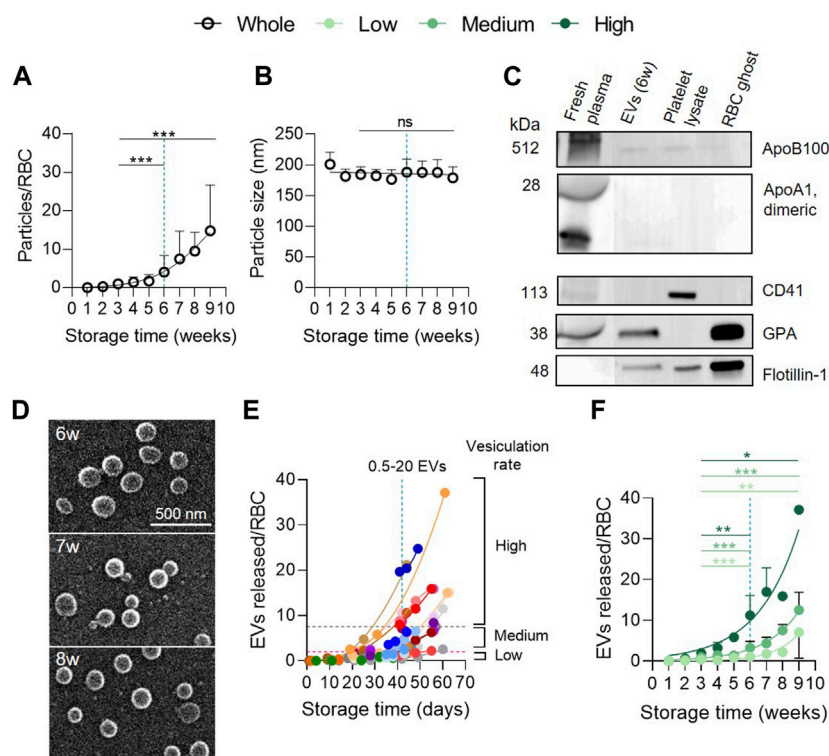 Whole Low Medium High
A
***
***
Particles/RBC
40
30
20
10
0
0 1 2 3 4 5 6 7 8 9 10
Storage time (weeks)
B
ns
Particle size (nm)
250
200
150
100
50
0
0 1 2 3 4 5 6 7 8 9 10
Storage time (weeks)
C
Fresh plasma
EVs (6w)
Platelet lysate
RBC ghost
kDa
512 ApoB100
28 ApoA1, dimeric
113 CD41
38 GPA
48 Flotillin-1
D
6w
500 nm
7w
8w
E
Vesiculation rate
0.5-20 EVs
EVs released/RBC
40
30
20
10
0
High
Medium
Low
0 10 20 30 40 50 60 70
Storage time (days)
F
*
***
**
**
***
***
EVs released/RBC
40
30
20
10
0
0 1 2 3 4 5 6 7 8 9 10
Storage time (weeks)